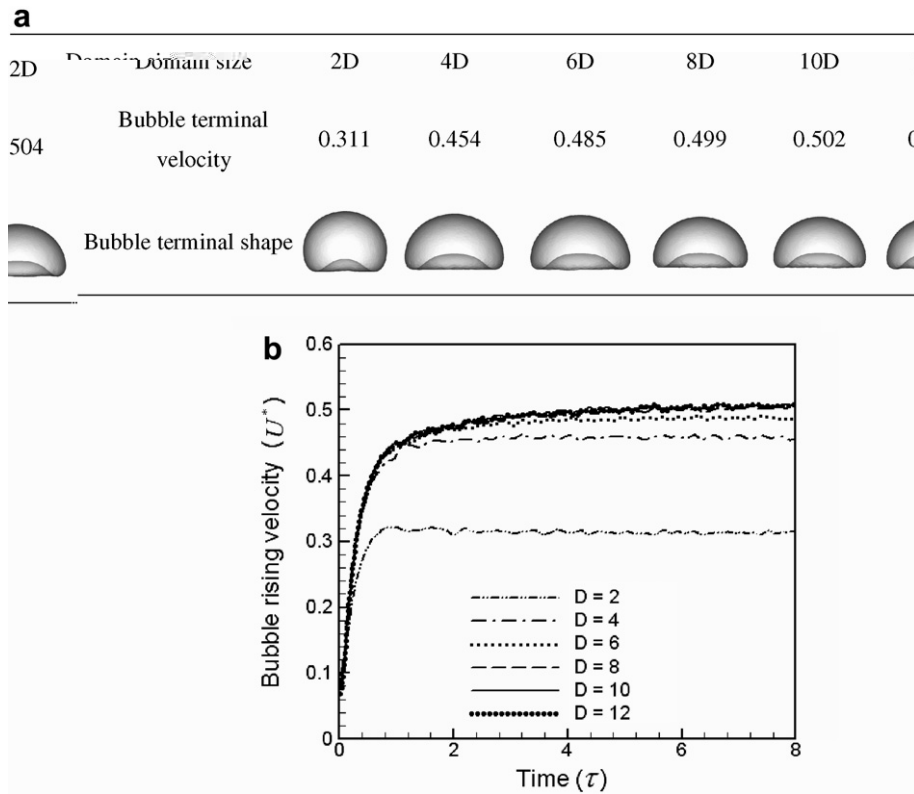 a
2D Domain size 2D 4D 6D 8D 10D
504 Bubble terminal velocity 0.311 0.454 0.485 0.499 0.502 0
Bubble terminal shape
b
Bubble rising velocity (U*)
0.6
0.5
0.4
0.3
0.2
0.1
0
D = 2
D = 4
D = 6
D = 8
D = 10
D = 12
0 2 4 6 8
Time (τ)